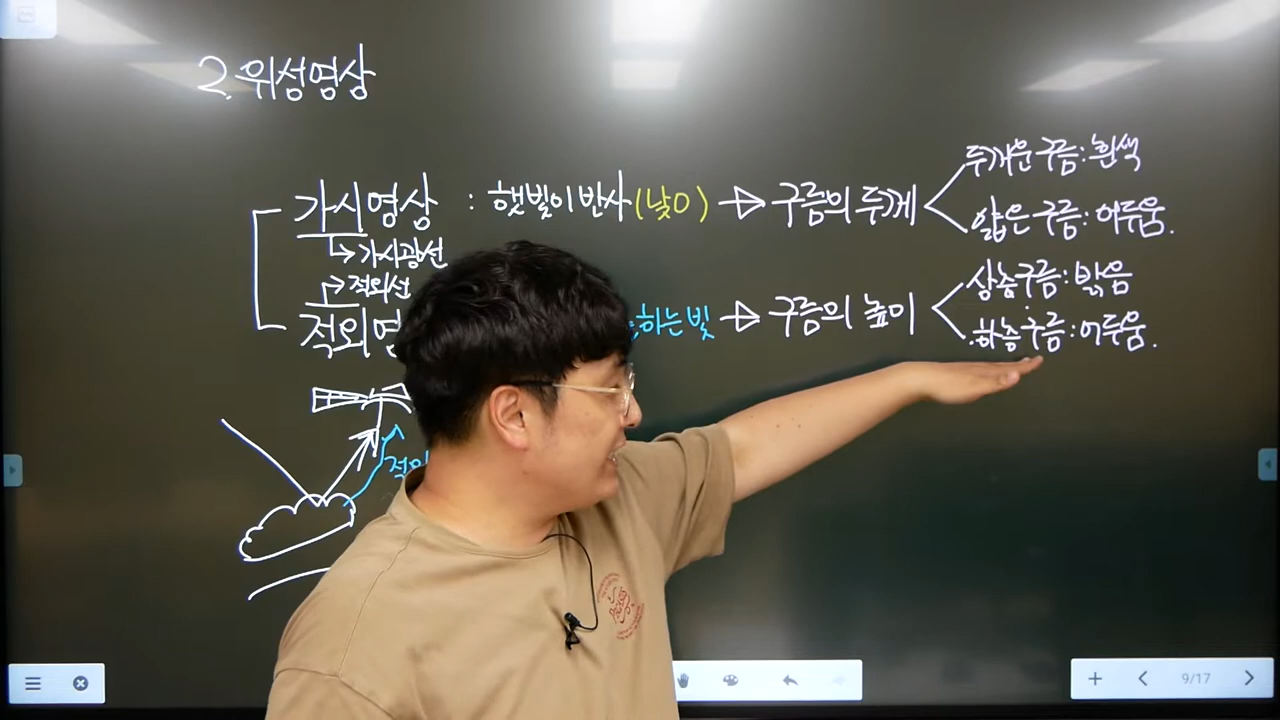 2. 위성영상
가시영상 : 햇빛이 반사(낮에) → 구름의 두께
두꺼운 구름: 흰색
얇은 구름: 어두움.
↳ 가시광선
↱ 적외선
적외영
하는 빛 → 구름의 높이
상층구름: 밝음
하층구름: 어두움.
적외
9/17